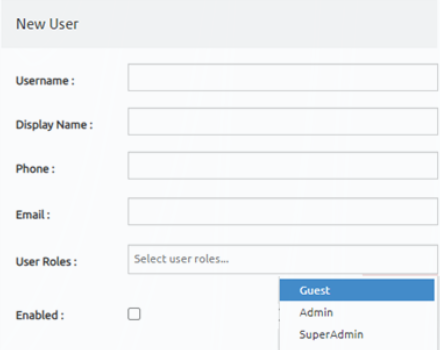 New User
Username :
Display Name :
Phone :
Email :
User Roles : Select user roles...
Guest
Enabled :
Admin
SuperAdmin